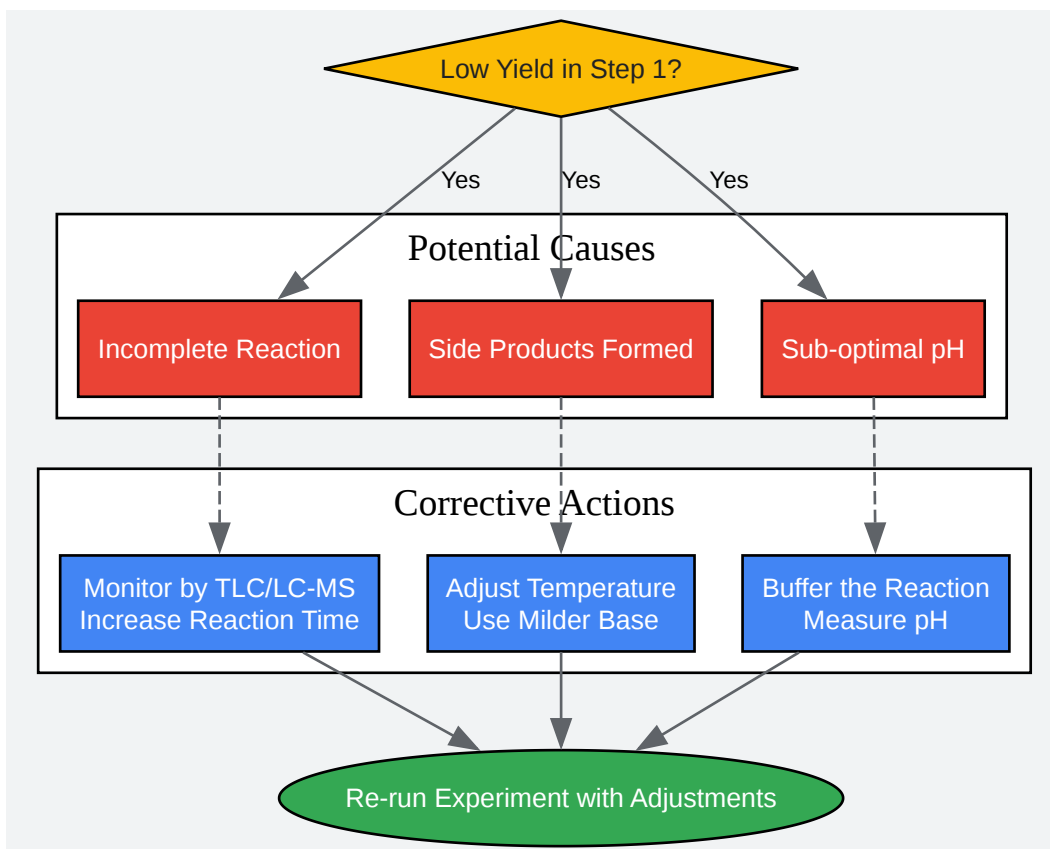 Low Yield in Step 1?
Yes
Yes
Yes
Potential Causes
Incomplete Reaction
Side Products Formed
Sub-optimal pH
Corrective Actions
Monitor by TLC/LC-MS
Increase Reaction Time
Adjust Temperature
Use Milder Base
Buffer the Reaction
Measure pH
Re-run Experiment with Adjustments